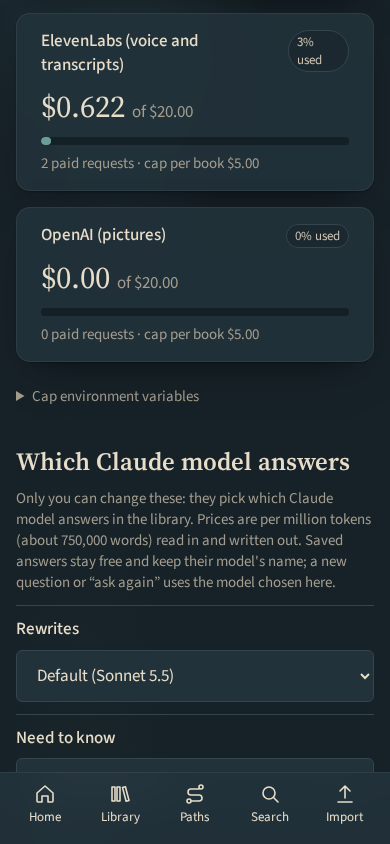 ElevenLabs (voice and
transcripts)
3%
used
$0.622 of $20.00
2 paid requests · cap per book $5.00
OpenAI (pictures)
0% used
$0.00 of $20.00
0 paid requests · cap per book $5.00
Cap environment variables
Which Claude model answers
Only you can change these: they pick which Claude
model answers in the library. Prices are per million tokens
(about 750,000 words) read in and written out. Saved
answers stay free and keep their model's name; a new
question or “ask again” uses the model chosen here.
Rewrites
Default (Sonnet 5.5)
Need to know
Home
Library
Paths
Search
Import